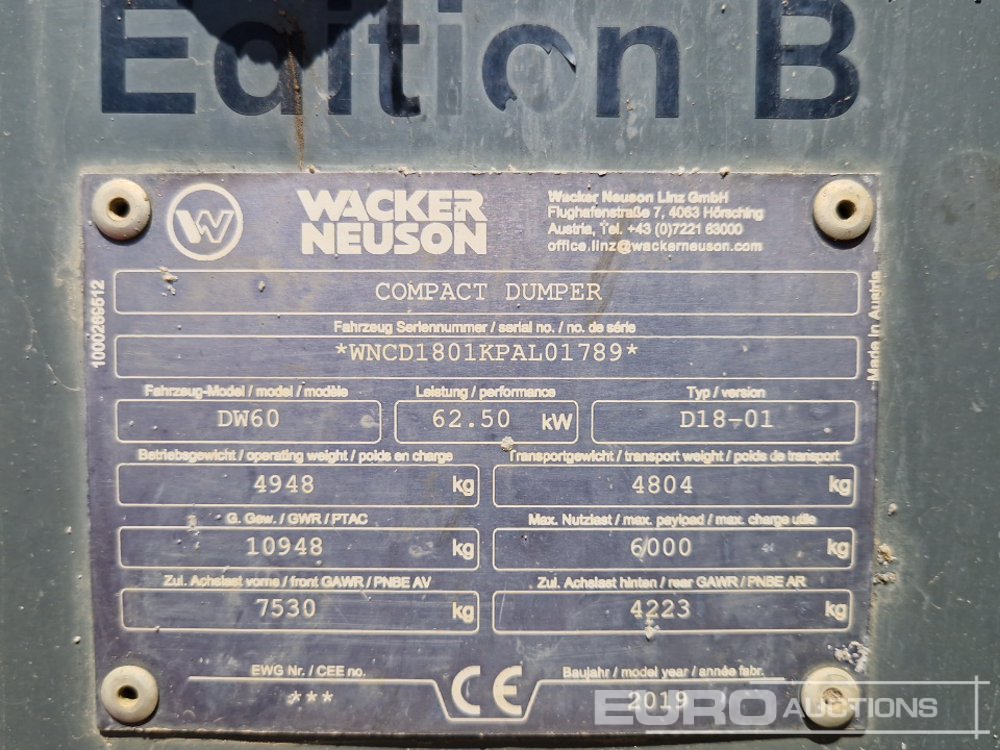 Edition B
W
WACKER NEUSON
Wacker Neuson Linz GmbH
Flughafenstraße 7, 4063 Hörsching
Austria, Tel. +43 (0)7221 63000
office.linz@wackerneuson.com
COMPACT DUMPER
Fahrzeug Seriennummer / serial no. / no. de série
*WNCD1801KPAL01789*
Fahrzeug-Model / model / modèle
DW60
Leistung / performance
62.50 kW
Typ / version
D18-01
Betriebsgewicht / operating weight / poids en charge
4948 kg
Transportgewicht / transport weight / poids de transport
4804 kg
G. Gew. / GWR / PTAC
10948 kg
Max. Nutzlast / max. payload / max. charge utile
6000 kg
Zul. Achslast vorne / front GAWR / PNBE AV
7530 kg
Zul. Achslast hinten / rear GAWR / PNBE AR
4223 kg
EWG Nr. / CEE no.
***
CE
Baujahr / model year / année fabr.
2019
1000269512
Made in Austria
EURO AUCTIONS